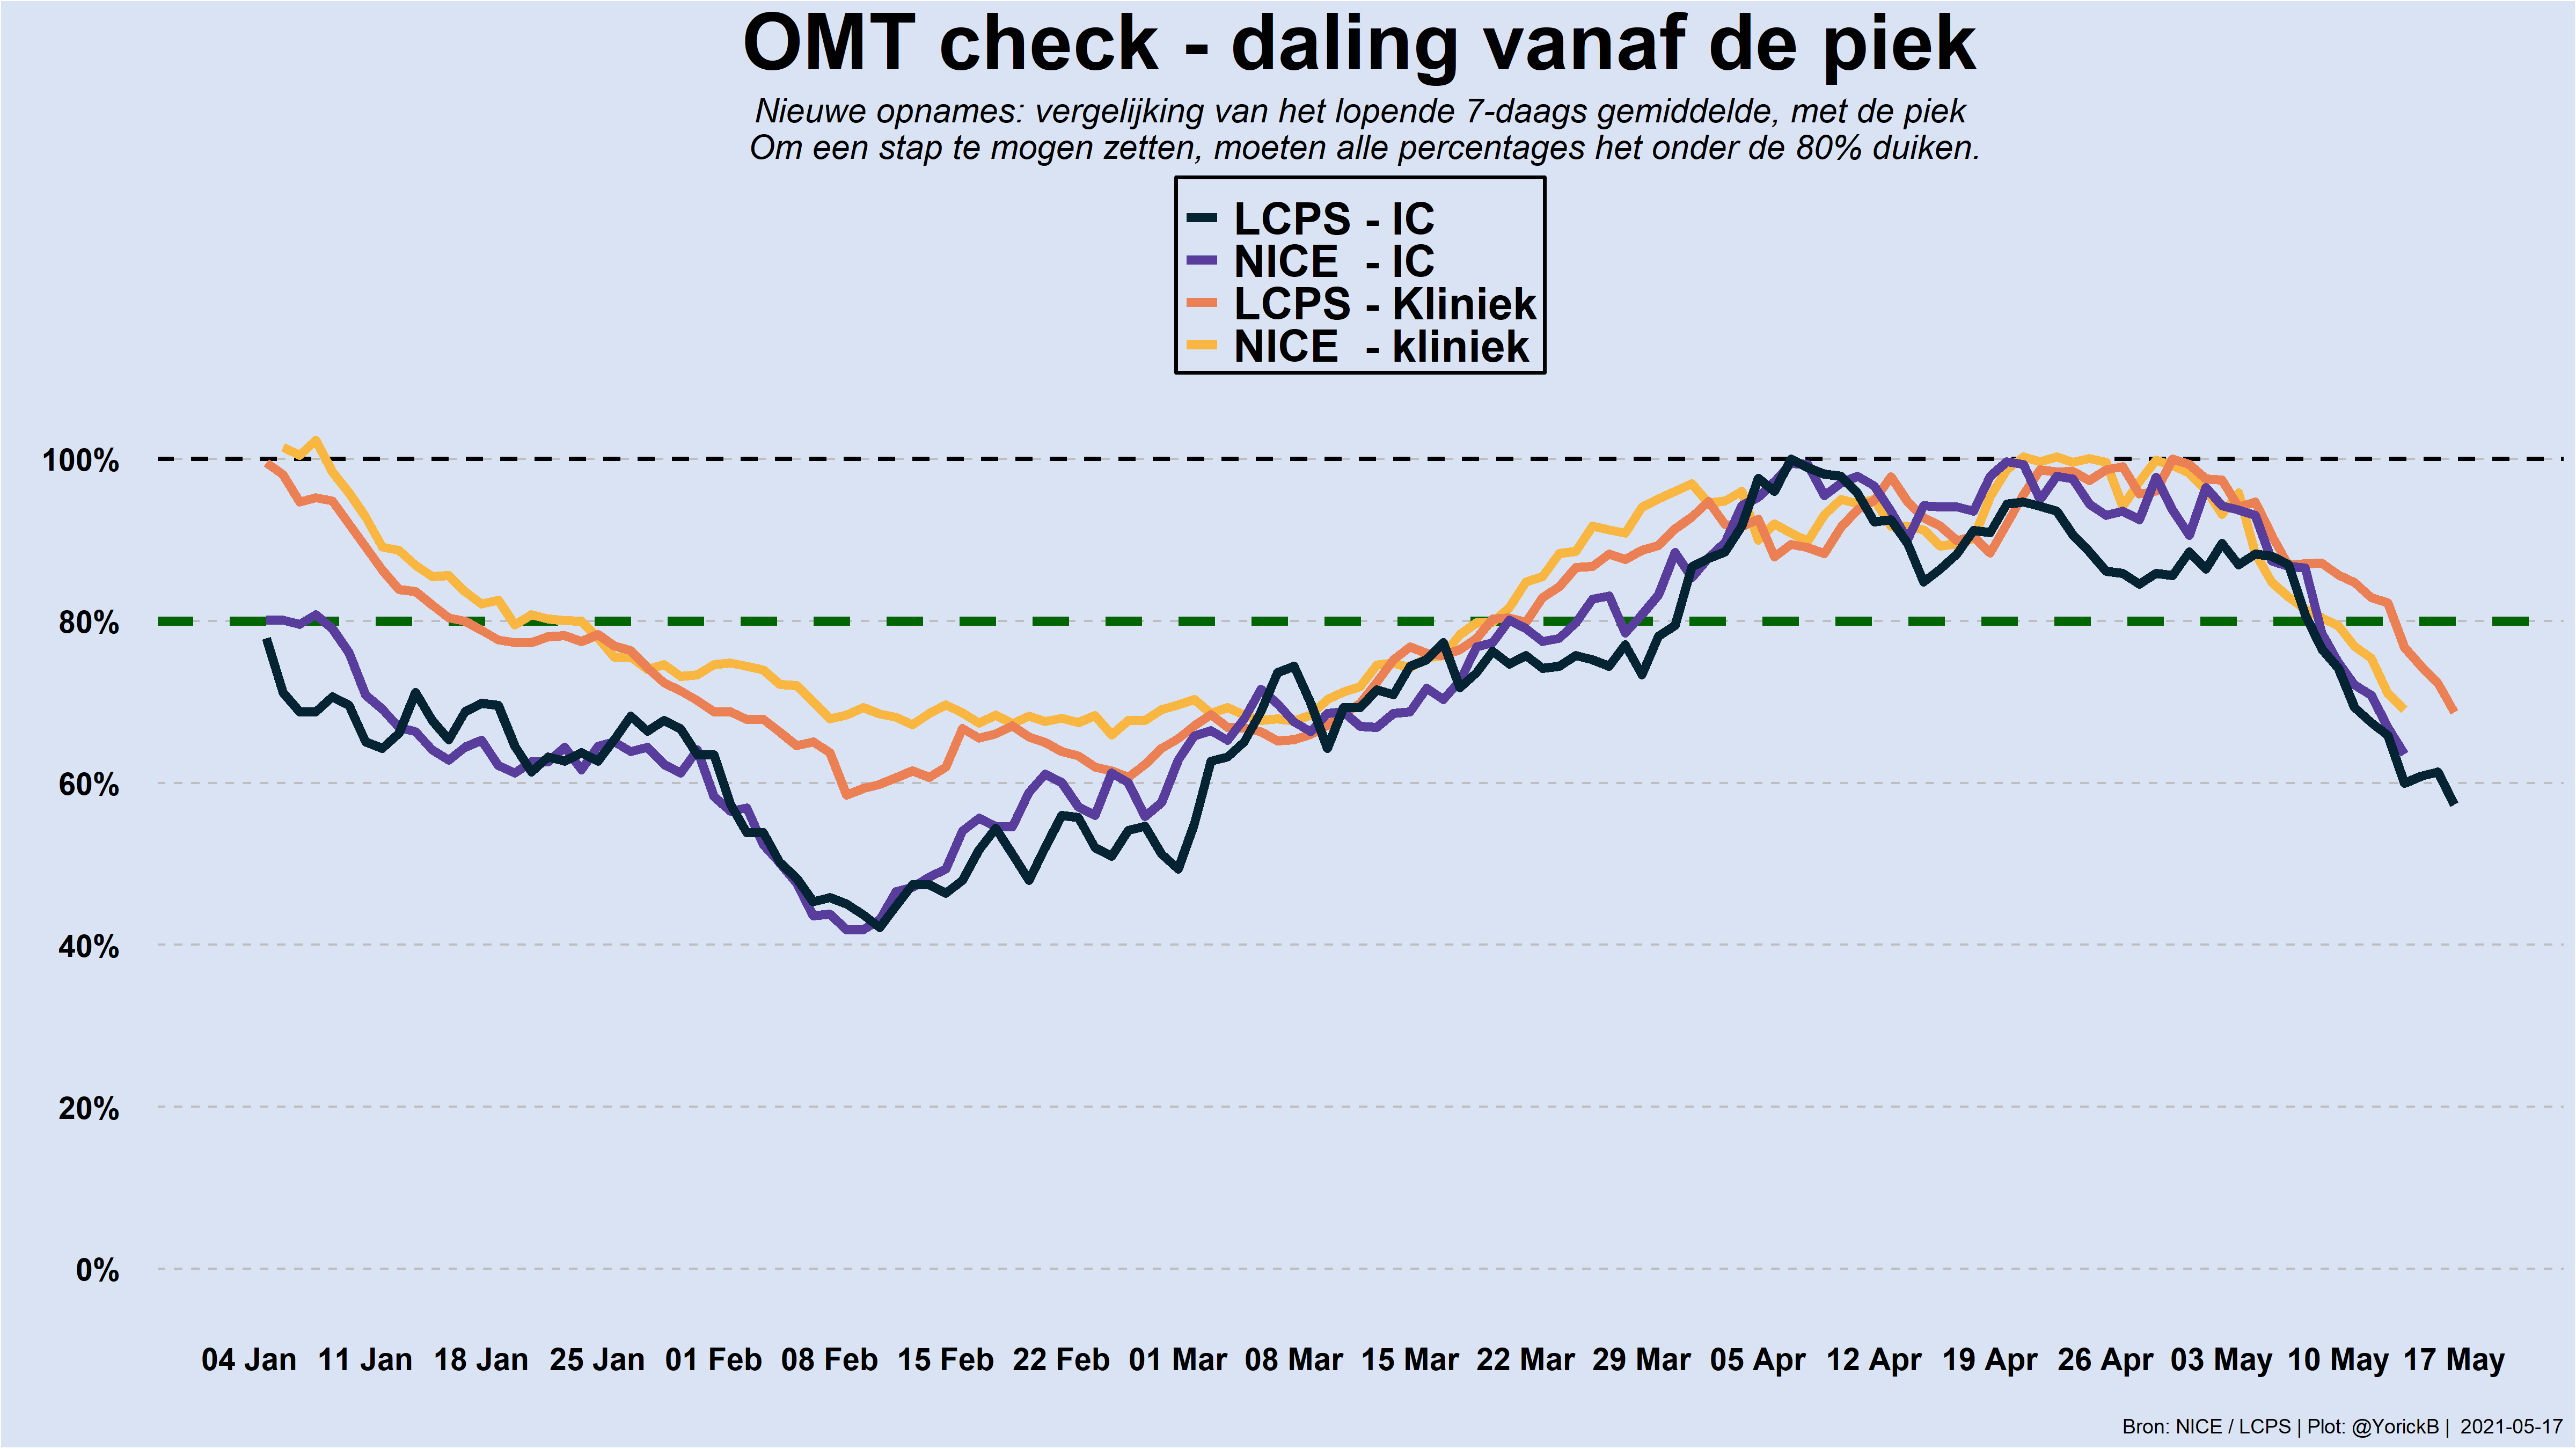 OMT check - daling vanaf de piek
Nieuwe opnames: vergelijking van het lopende 7-daags gemiddelde, met de piek
Om een stap te mogen zetten, moeten alle percentages het onder de 80% duiken.
LCPS - IC
NICE - IC
LCPS - Kliniek
NICE - kliniek
100%
80%
60%
40%
20%
0%
04 Jan 11 Jan 18 Jan 25 Jan 01 Feb 08 Feb 15 Feb 22 Feb 01 Mar 08 Mar 15 Mar 22 Mar 29 Mar 05 Apr 12 Apr 19 Apr 26 Apr 03 May 10 May 17 May
Bron: NICE / LCPS | Plot: @YorickB | 2021-05-17